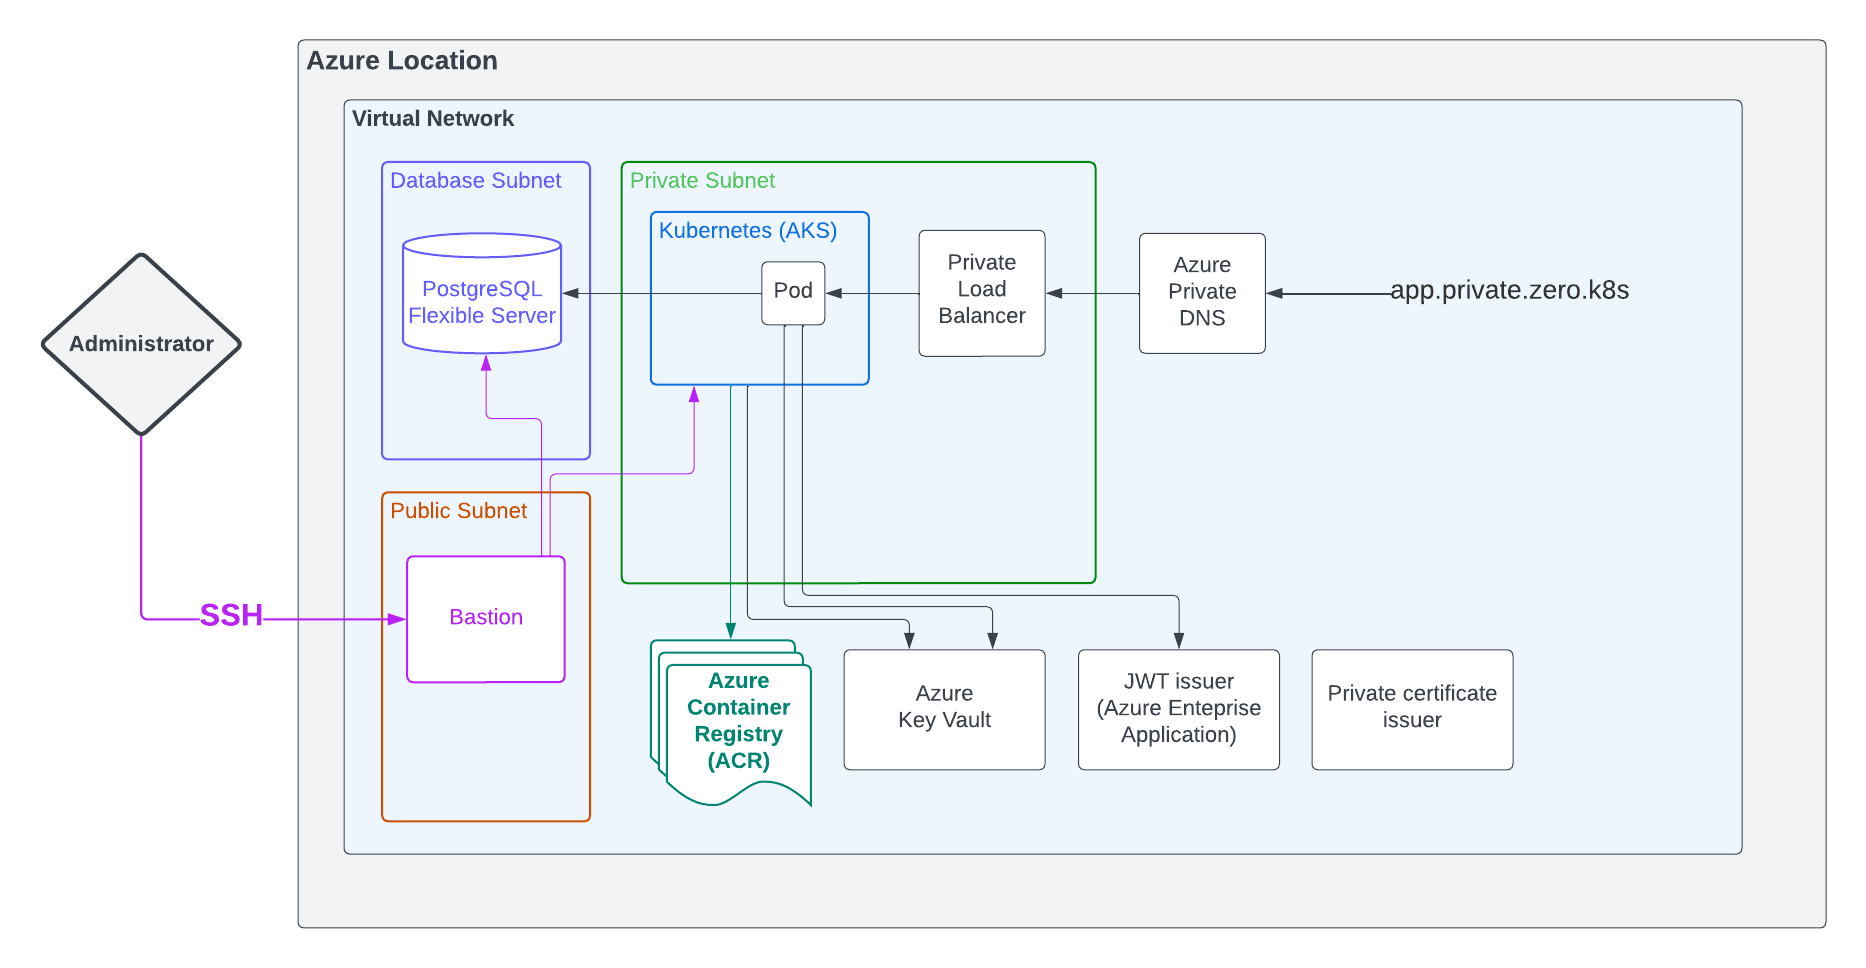 Azure Location
Virtual Network
Database Subnet
PostgreSQL
Flexible Server
Private Subnet
Kubernetes (AKS)
Pod
Private
Load
Balancer
Azure
Private
DNS
app.private.zero.k8s
Administrator
SSH
Public Subnet
Bastion
Azure
Container
Registry
(ACR)
Azure
Key Vault
JWT issuer
(Azure Enteprise
Application)
Private certificate
issuer